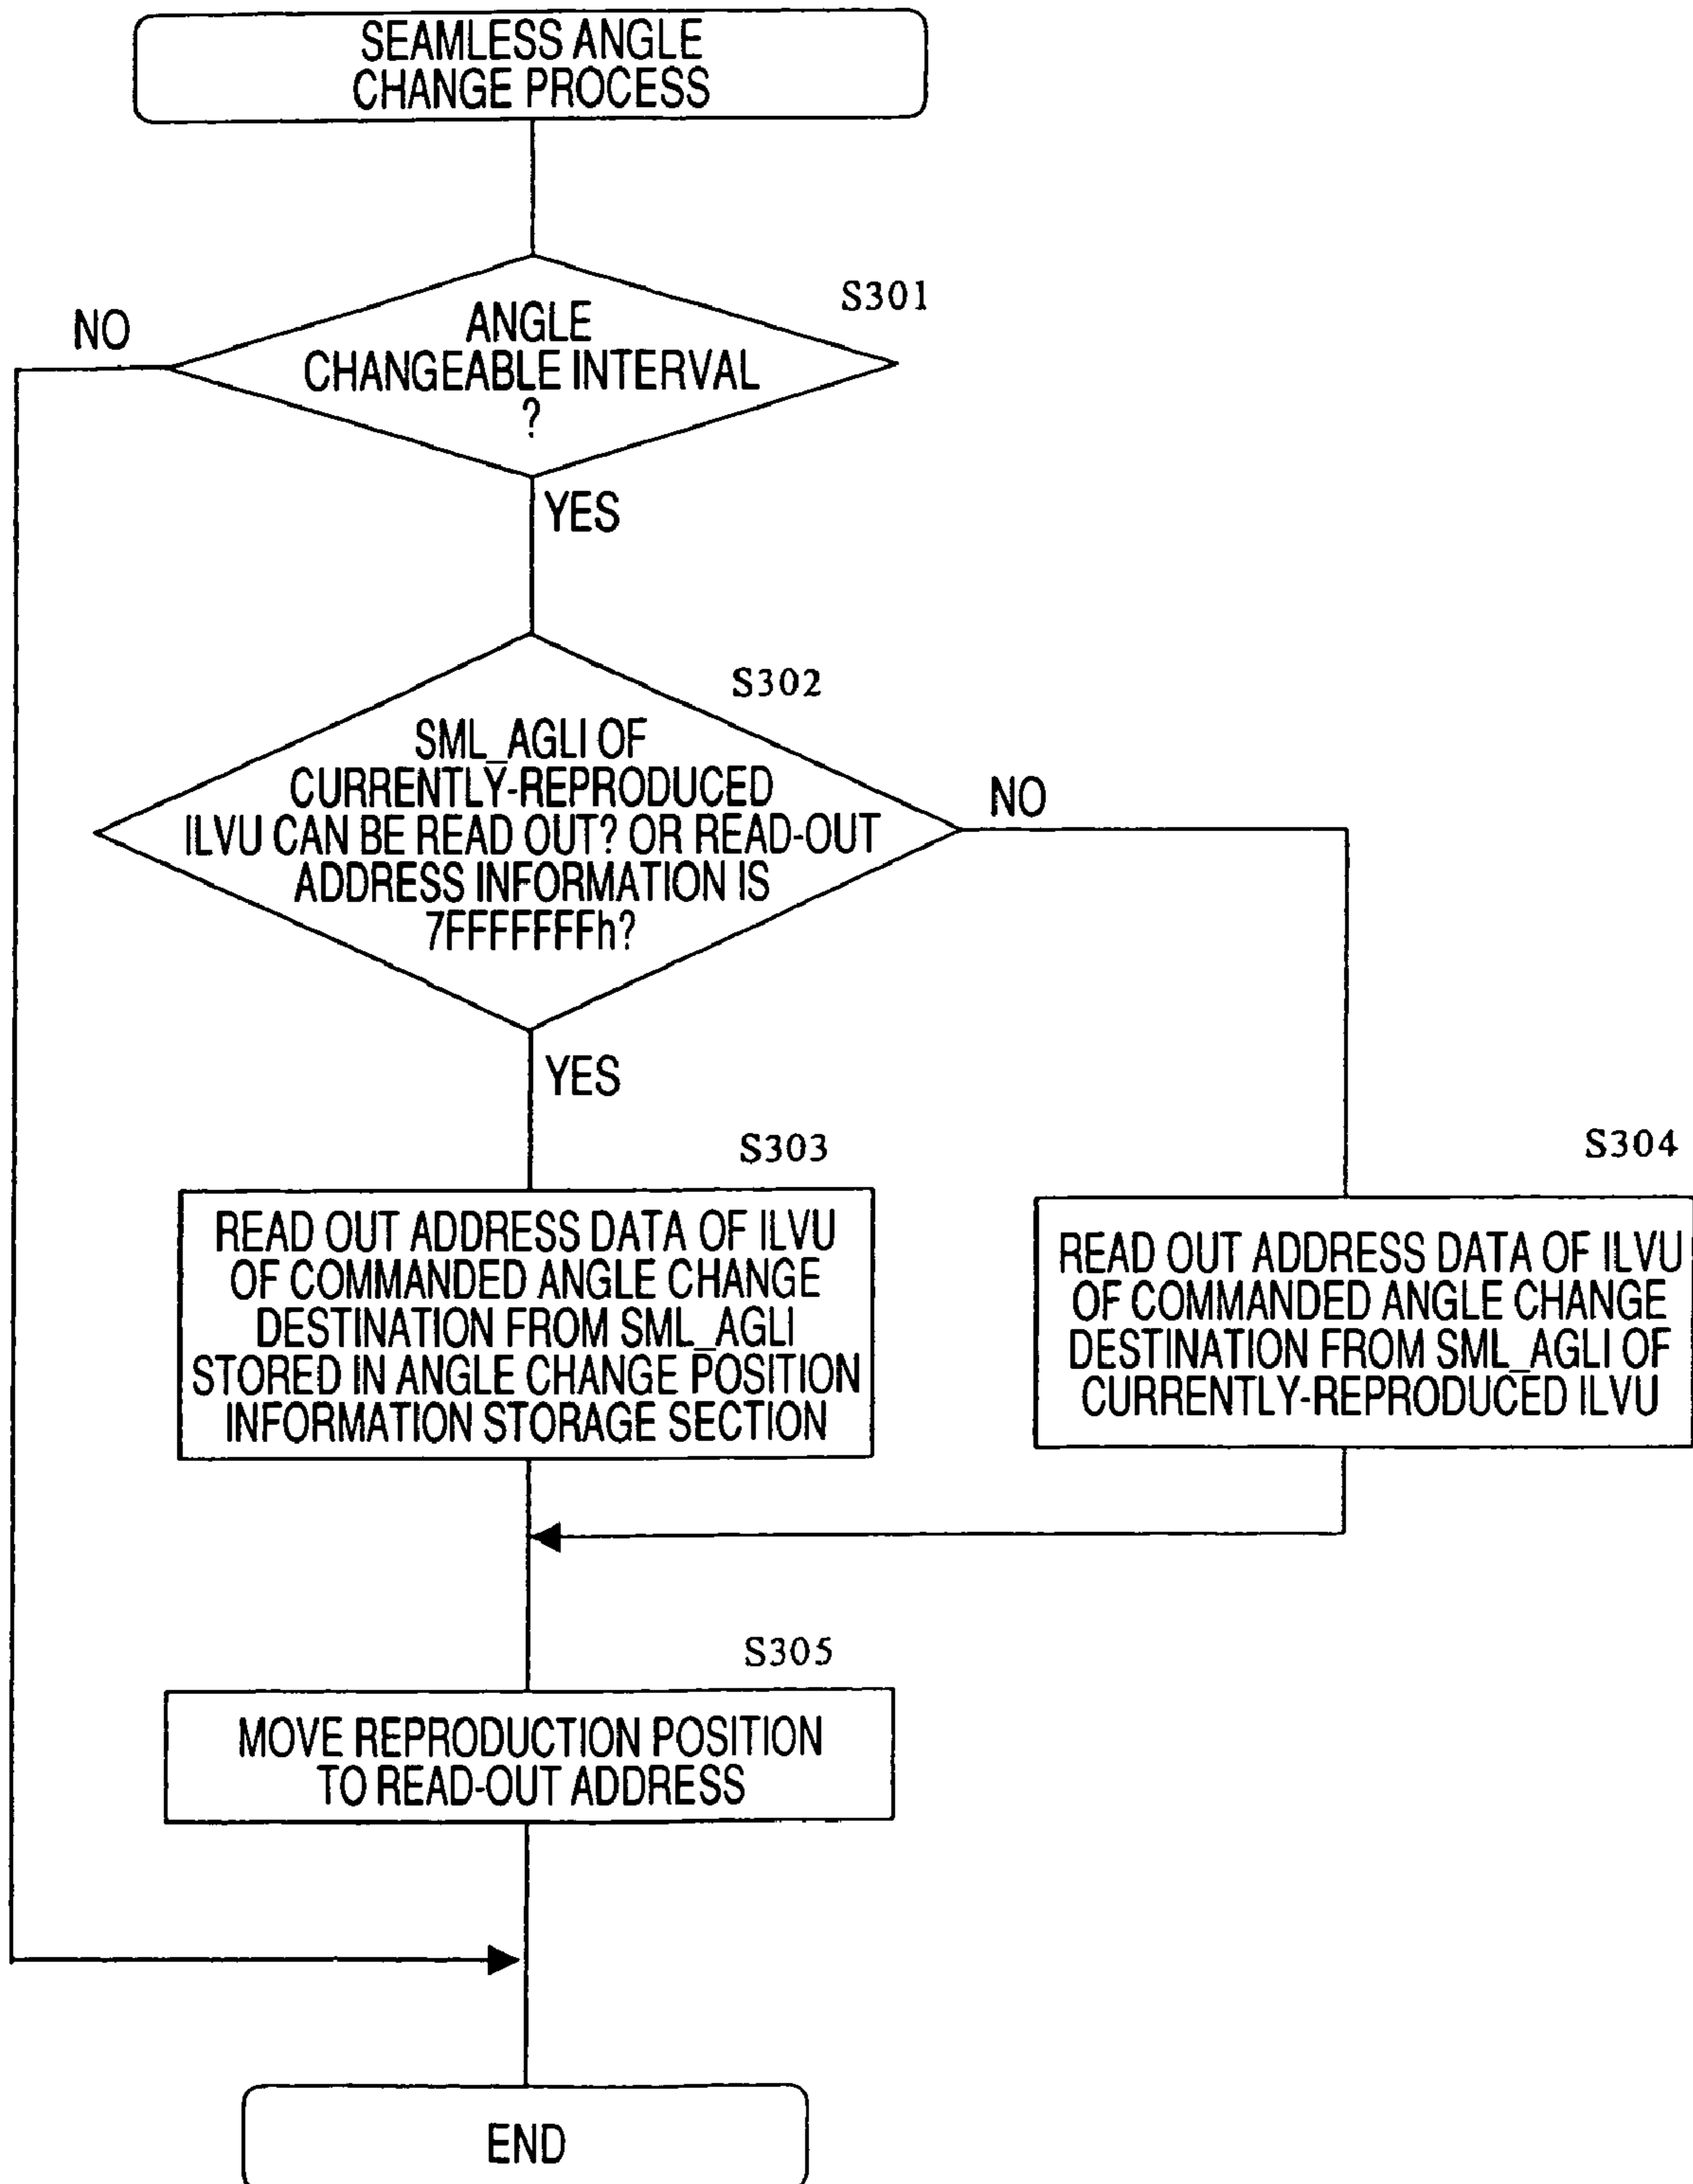 SEAMLESS ANGLE
CHANGE PROCESS
S301
NO
ANGLE
CHANGEABLE INTERVAL
?
YES
S302
SML_AGLI OF
CURRENTLY-REPRODUCED
ILVU CAN BE READ OUT? OR READ-OUT
ADDRESS INFORMATION IS
7FFFFFFFh?
NO
YES
S303
READ OUT ADDRESS DATA OF ILVU
OF COMMANDED ANGLE CHANGE
DESTINATION FROM SML_AGLI
STORED IN ANGLE CHANGE POSITION
INFORMATION STORAGE SECTION
S304
READ OUT ADDRESS DATA OF ILVU
OF COMMANDED ANGLE CHANGE
DESTINATION FROM SML_AGLI OF
CURRENTLY-REPRODUCED ILVU
S305
MOVE REPRODUCTION POSITION
TO READ-OUT ADDRESS
END